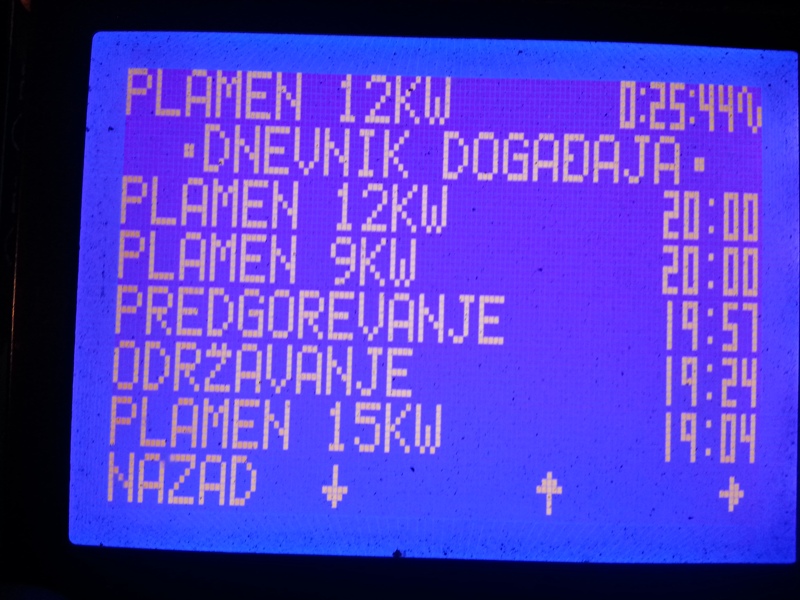 PLAMEN 12KW 0:25:44
·DNEVNIK DOGAĐAJA·
PLAMEN 12KW 20:00
PLAMEN 9KW 20:00
PREDGOREVANJE 19:57
ODRŽAVANJE 19:24
PLAMEN 15KW 19:04
NAZAD ↓ ↑ →